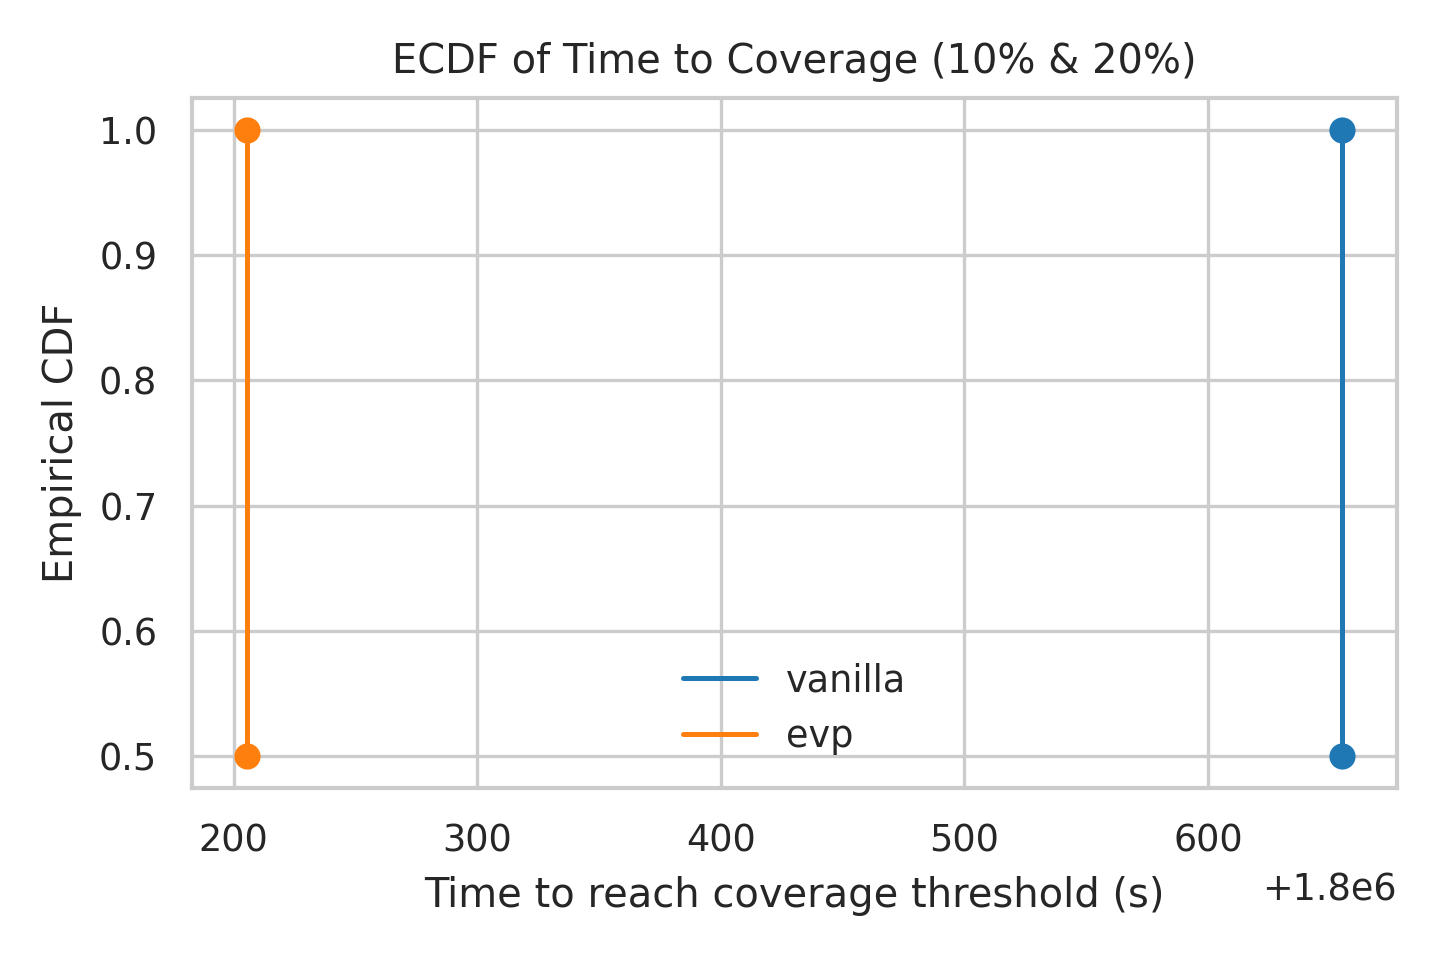 ECDF of Time to Coverage (10% & 20%)
1.0
0.9
0.8
0.7
0.6
0.5
Empirical CDF
vanilla
evp
200 300 400 500 600
Time to reach coverage threshold (s)
+1.8e6